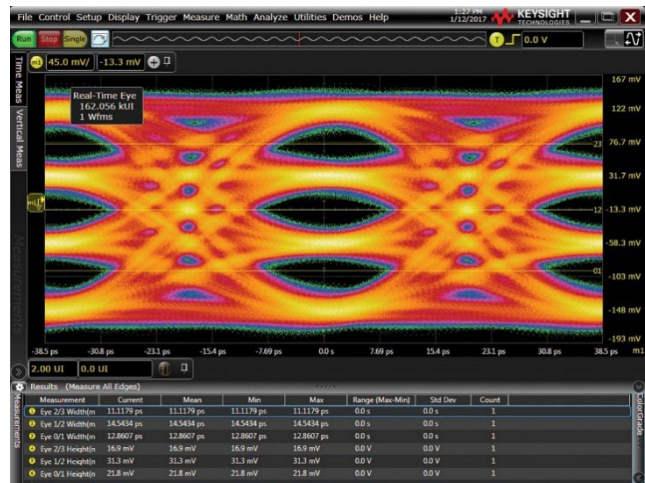 File Control Setup Display Trigger Measure Math Analyze Utilities Demos Help
1:27 PM
1/12/2017
KEYSIGHT
TECHNOLOGIES
Run Stop Single
T 0.0 V
m1 45.0 mV/ -13.3 mV
Time Meas
Vertical Meas
Measurements
Real-Time Eye
162.056 kUI
1 Wfms
167 mV
122 mV
23 76.7 mV
31.7 mV
12 -13.3 mV
-58.3 mV
01 -103 mV
-148 mV
-193 mV
-38.5 ps -30.8 ps -23.1 ps -15.4 ps -7.69 ps 0.0 s 7.69 ps 15.4 ps 23.1 ps 30.8 ps 38.5 ps m1
2.00 UI 0.0 UI
Results (Measure All Edges)
Measurement Current Mean Min Max Range (Max-Min) Std Dev Count
Eye 2/3 Width(m 11.1179 ps 11.1179 ps 11.1179 ps 11.1179 ps 0.0 s 0.0 s 1
Eye 1/2 Width(m 14.5434 ps 14.5434 ps 14.5434 ps 14.5434 ps 0.0 s 0.0 s 1
Eye 0/1 Width(m 12.8607 ps 12.8607 ps 12.8607 ps 12.8607 ps 0.0 s 0.0 s 1
Eye 2/3 Height(n 16.9 mV 16.9 mV 16.9 mV 16.9 mV 0.0 V 0.0 V 1
Eye 1/2 Height(n 31.3 mV 31.3 mV 31.3 mV 31.3 mV 0.0 V 0.0 V 1
Eye 0/1 Height(n 21.8 mV 21.8 mV 21.8 mV 21.8 mV 0.0 V 0.0 V 1
Measurements
ColorGrade